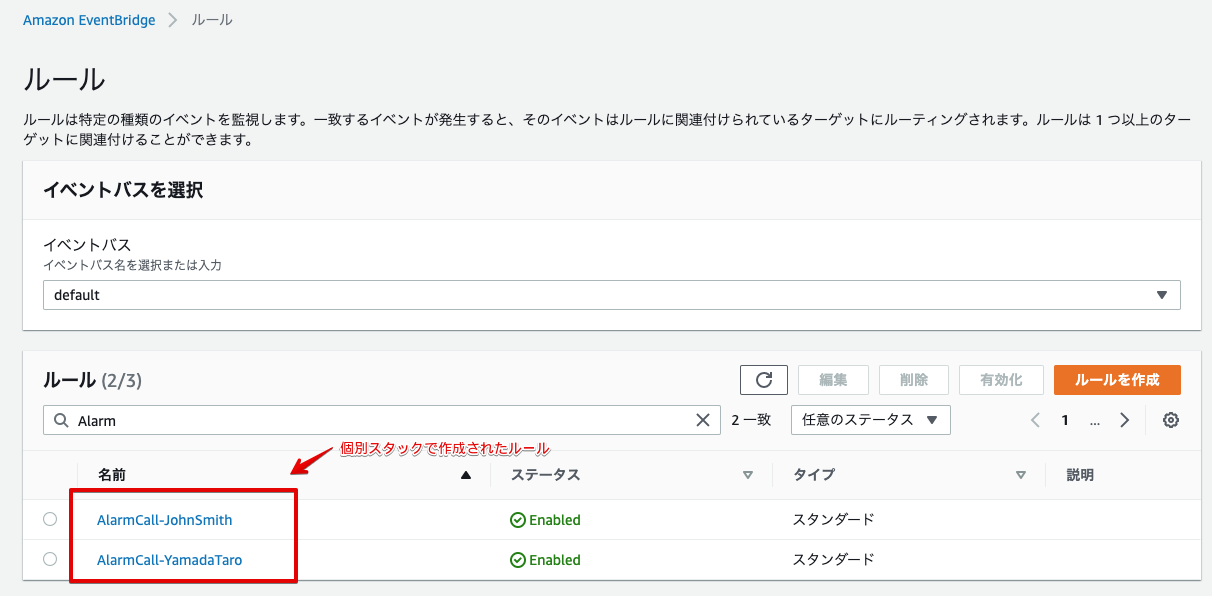 Amazon EventBridge > ルール
ルール
ルールは特定の種類のイベントを監視します。一致するイベントが発生すると、そのイベントはルールに関連付けられているターゲットにルーティングされます。ルールは 1 つ以上のター
ゲットに関連付けることができます。
イベントバスを選択
イベントバス
イベントバス名を選択または入力
default
ルール (2/3)
編集
削除
有効化
ルールを作成
Alarm
2 一致
任意のステータス
1 ...
個別スタックで作成されたルール
名前 ステータス タイプ 説明
AlarmCall-JohnSmith Enabled スタンダード
AlarmCall-YamadaTaro Enabled スタンダード